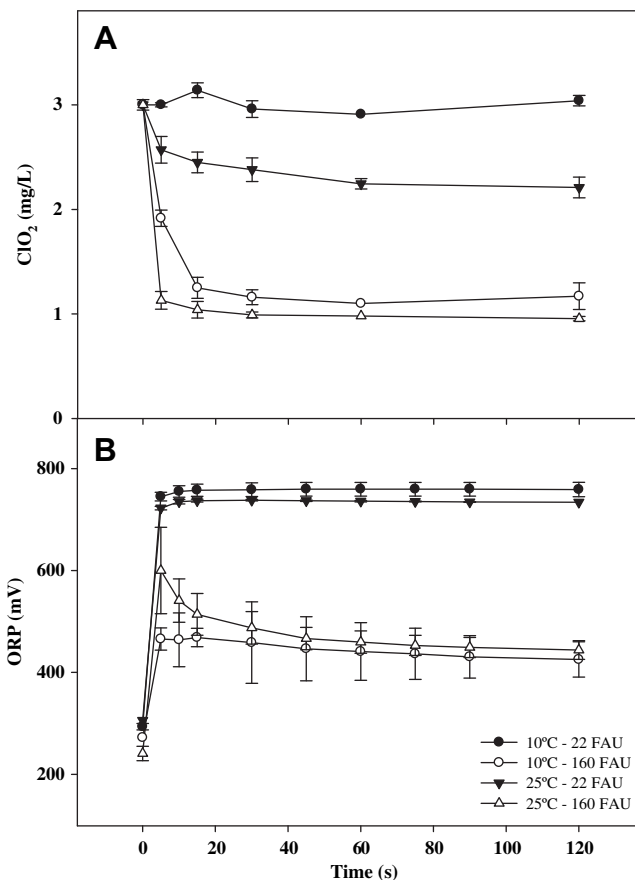 A
4
3
2
1
0
ClO2 (mg/L)
B
800
600
400
200
ORP (mV)
10ºC - 22 FAU
10ºC - 160 FAU
25ºC - 22 FAU
25ºC - 160 FAU
0 20 40 60 80 100 120
Time (s)